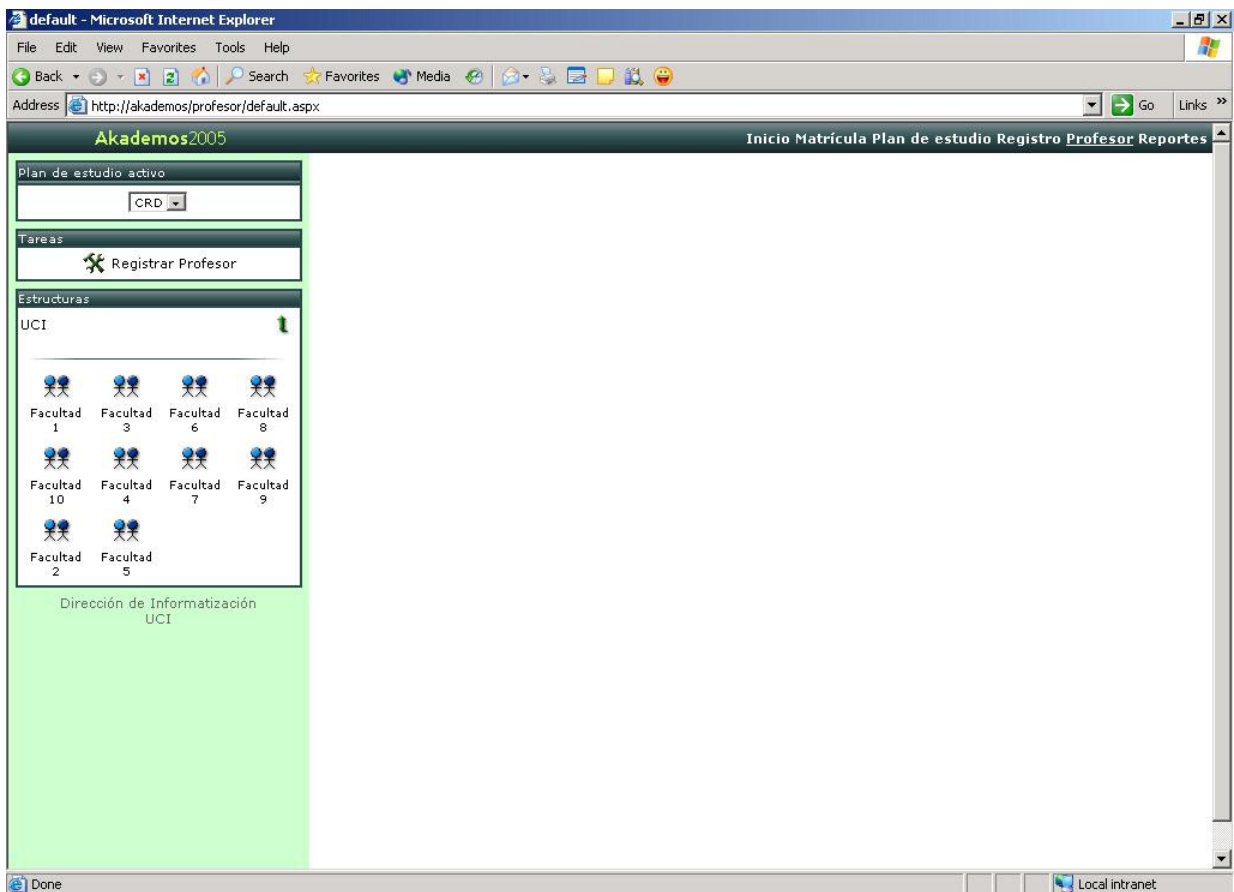 default - Microsoft Internet Explorer
File Edit View Favorites Tools Help
Back Search Favorites Media
Address http://akademos/profesor/default.aspx Go Links »
Akademos2005 Inicio Matrícula Plan de estudio Registro Profesor Reportes
Plan de estudio activo
CRD
Tareas
Registrar Profesor
Estructuras
UCI
Facultad 1 Facultad 3 Facultad 6 Facultad 8
Facultad 10 Facultad 4 Facultad 7 Facultad 9
Facultad 2 Facultad 5
Dirección de Informatización
UCI
Done Local intranet